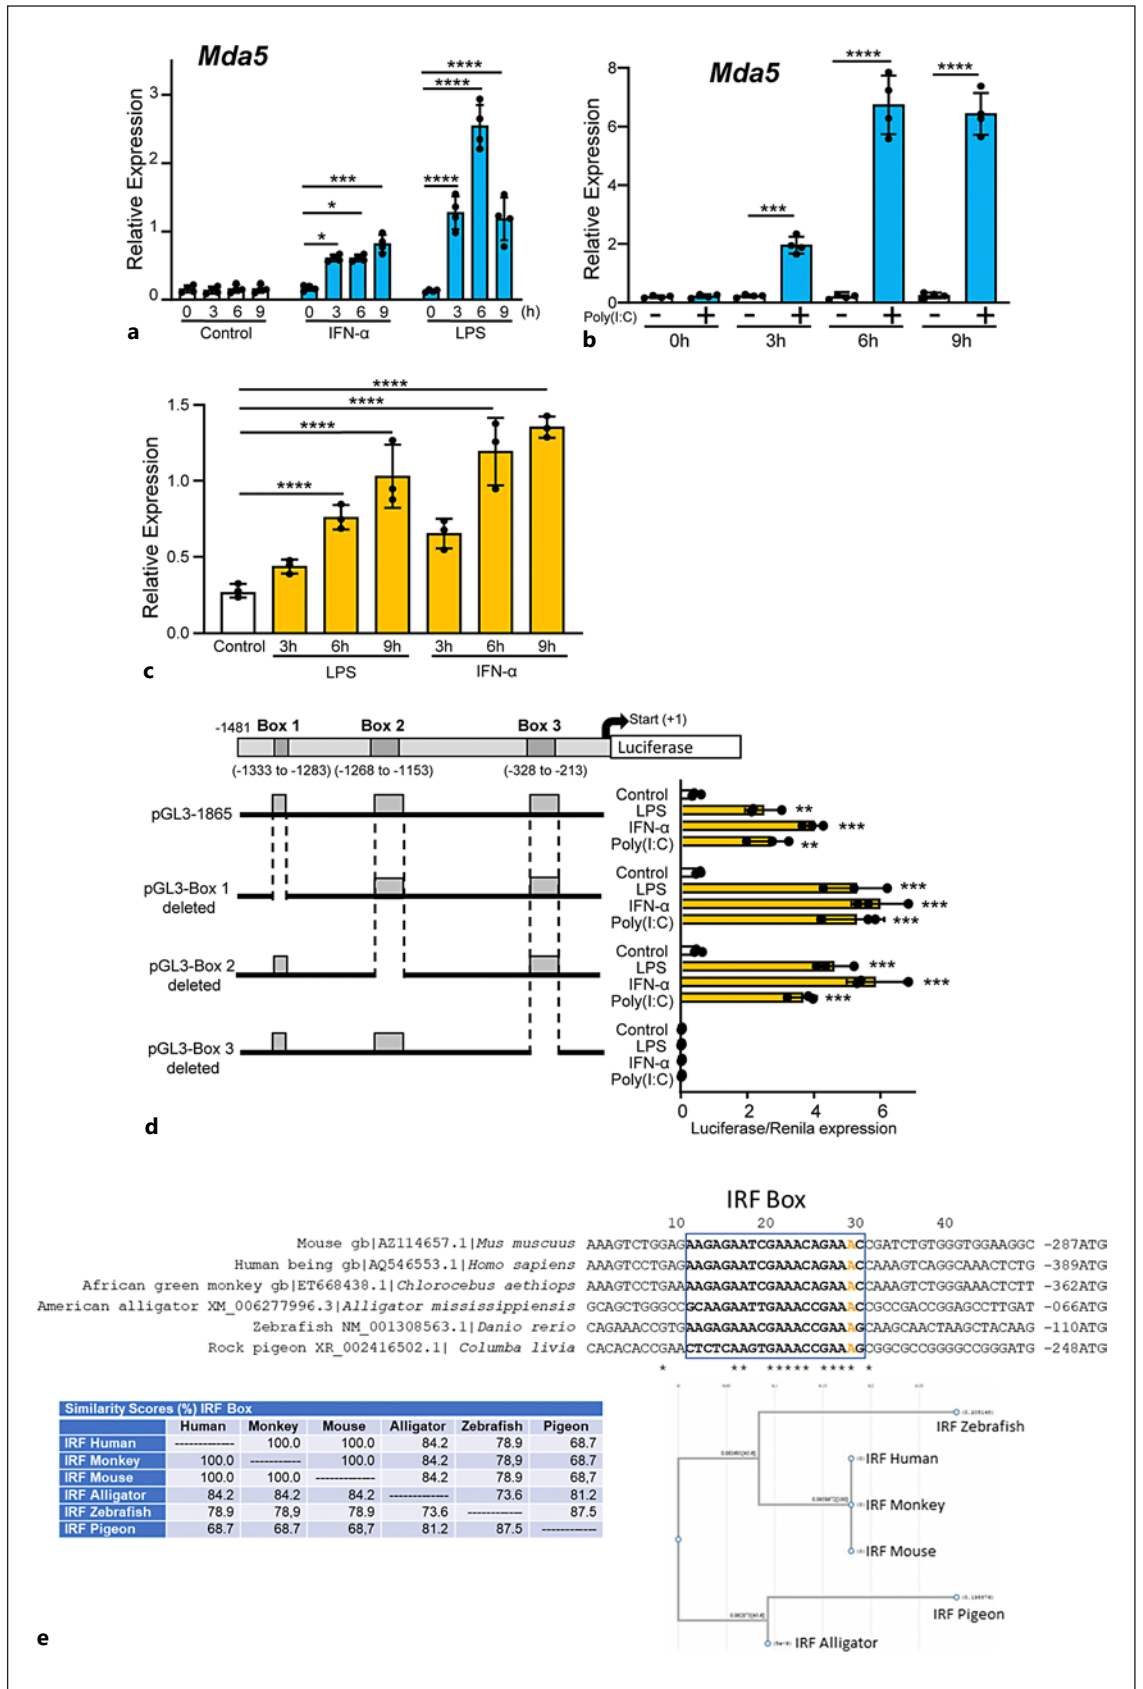 Mda5
****
****
3
***
****
2
*
*
1
0
Relative Expression
0 3 6 9 0 3 6 9 0 3 6 9 (h)
Control IFN-α LPS
a
Mda5
****
****
***
8
6
4
2
0
Relative Expression
Poly(I:C) − + − + − + − +
0h 3h 6h 9h
b
****
****
****
****
1.5
1.0
0.5
0.0
Relative Expression
Control 3h 6h 9h 3h 6h 9h
LPS IFN-α
c
-1481 Box 1 Box 2 Box 3 Start (+1)
Luciferase
(-1333 to -1283) (-1268 to -1153) (-328 to -213)
pGL3-1865
Control
LPS **
IFN-α ***
Poly(I:C) **
pGL3-Box 1
deleted
Control
LPS ***
IFN-α ***
Poly(I:C) ***
pGL3-Box 2
deleted
Control
LPS ***
IFN-α ***
Poly(I:C) ***
pGL3-Box 3
deleted
Control
LPS
IFN-α
Poly(I:C)
0 2 4 6
Luciferase/Renila expression
d
IRF Box
10 20 30 40
Mouse gb|AZ114657.1|Mus muscuus AAAGTCTGGAGAAGAGAATCGAAACAGAAACCGATCTGTGGGTGGAAGGC -287ATG
Human being gb|AQ546553.1|Homo sapiens AAAGTCCTGAGAAGAGAATCGAAACAGAAACCAAAGTCAGGCAAACTCTG -389ATG
African green monkey gb|ET668438.1|Chlorocebus aethiops AAAGTCCTGAAAAGAGAATCGAAACAGAAACCAAAGTCTGGGAAACTCTT -362ATG
American alligator XM_006277996.3|Alligator mississippiensis GCAGCTGGGCCGCAAGAATTGAAACCGAAACCGCCGACCGGAGCCTTGAT -066ATG
Zebrafish NM_001308563.1|Danio rerio CAGAAACCGTGAAGAGAAACGAAACCGAAAGCAAGCAACTAAGCTACAAG -110ATG
Rock pigeon XR_002416502.1| Columba livia CACACACCGAACTCTCAAGTGAAACCGAAAGCGGCGCCGGGGCCGGGATG -248ATG
* ** ***** **** *
Similarity Scores (%) IRF Box
Human Monkey Mouse Alligator Zebrafish Pigeon
IRF Human ------------- 100.0 100.0 84.2 78.9 68.7
IRF Monkey 100.0 ----------- 100.0 84.2 78,9 68.7
IRF Mouse 100.0 100.0 ------------- 84.2 78.9 68,7
IRF Alligator 84.2 84.2 84.2 ------------- 73.6 81.2
IRF Zebrafish 78.9 78,9 78.9 73.6 ------------ 87.5
IRF Pigeon 68.7 68.7 68,7 81.2 87.5 ------------
IRF Zebrafish
IRF Human
IRF Monkey
IRF Mouse
IRF Pigeon
IRF Alligator
e